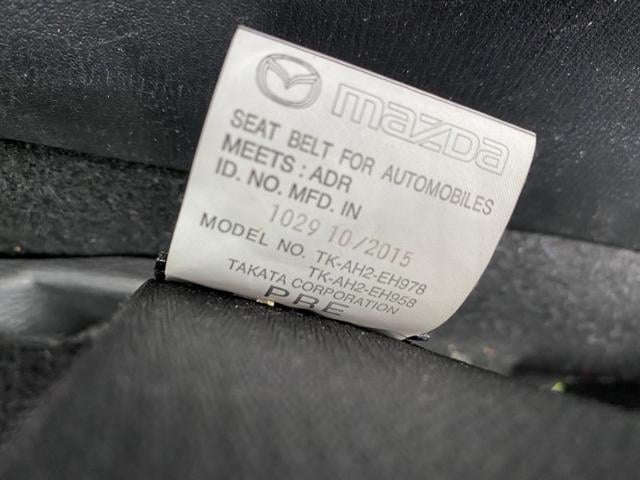 mazda
SEAT BELT FOR AUTOMOBILES
MEETS : ADR
ID. NO. MFD. IN
1029 10/2015
MODEL NO. TK-AH2-EH978
TK-AH2-EH958
TAKATA CORPORATION
PRE